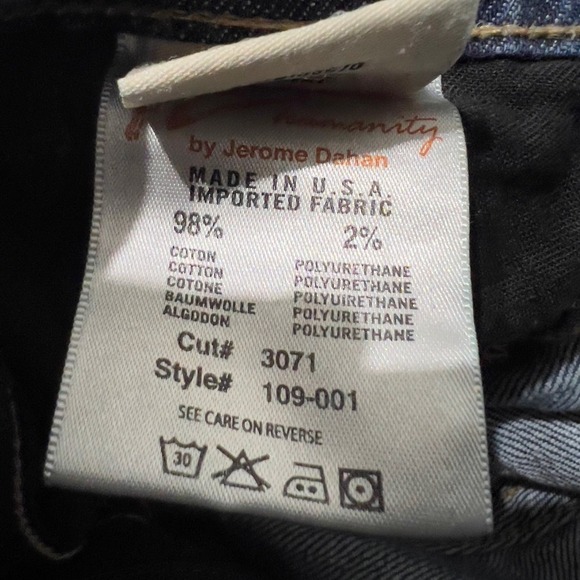 humanity
by Jerome Dahan
MADE IN U.S.A.
IMPORTED FABRIC
98% 2%
COTON POLYURETHANE
COTTON POLYURETHANE
COTONE POLYUIRETHANE
BAUMWOLLE POLYURETHANE
ALGODON POLYURETHANE
Cut# 3071
Style# 109-001
SEE CARE ON REVERSE
30